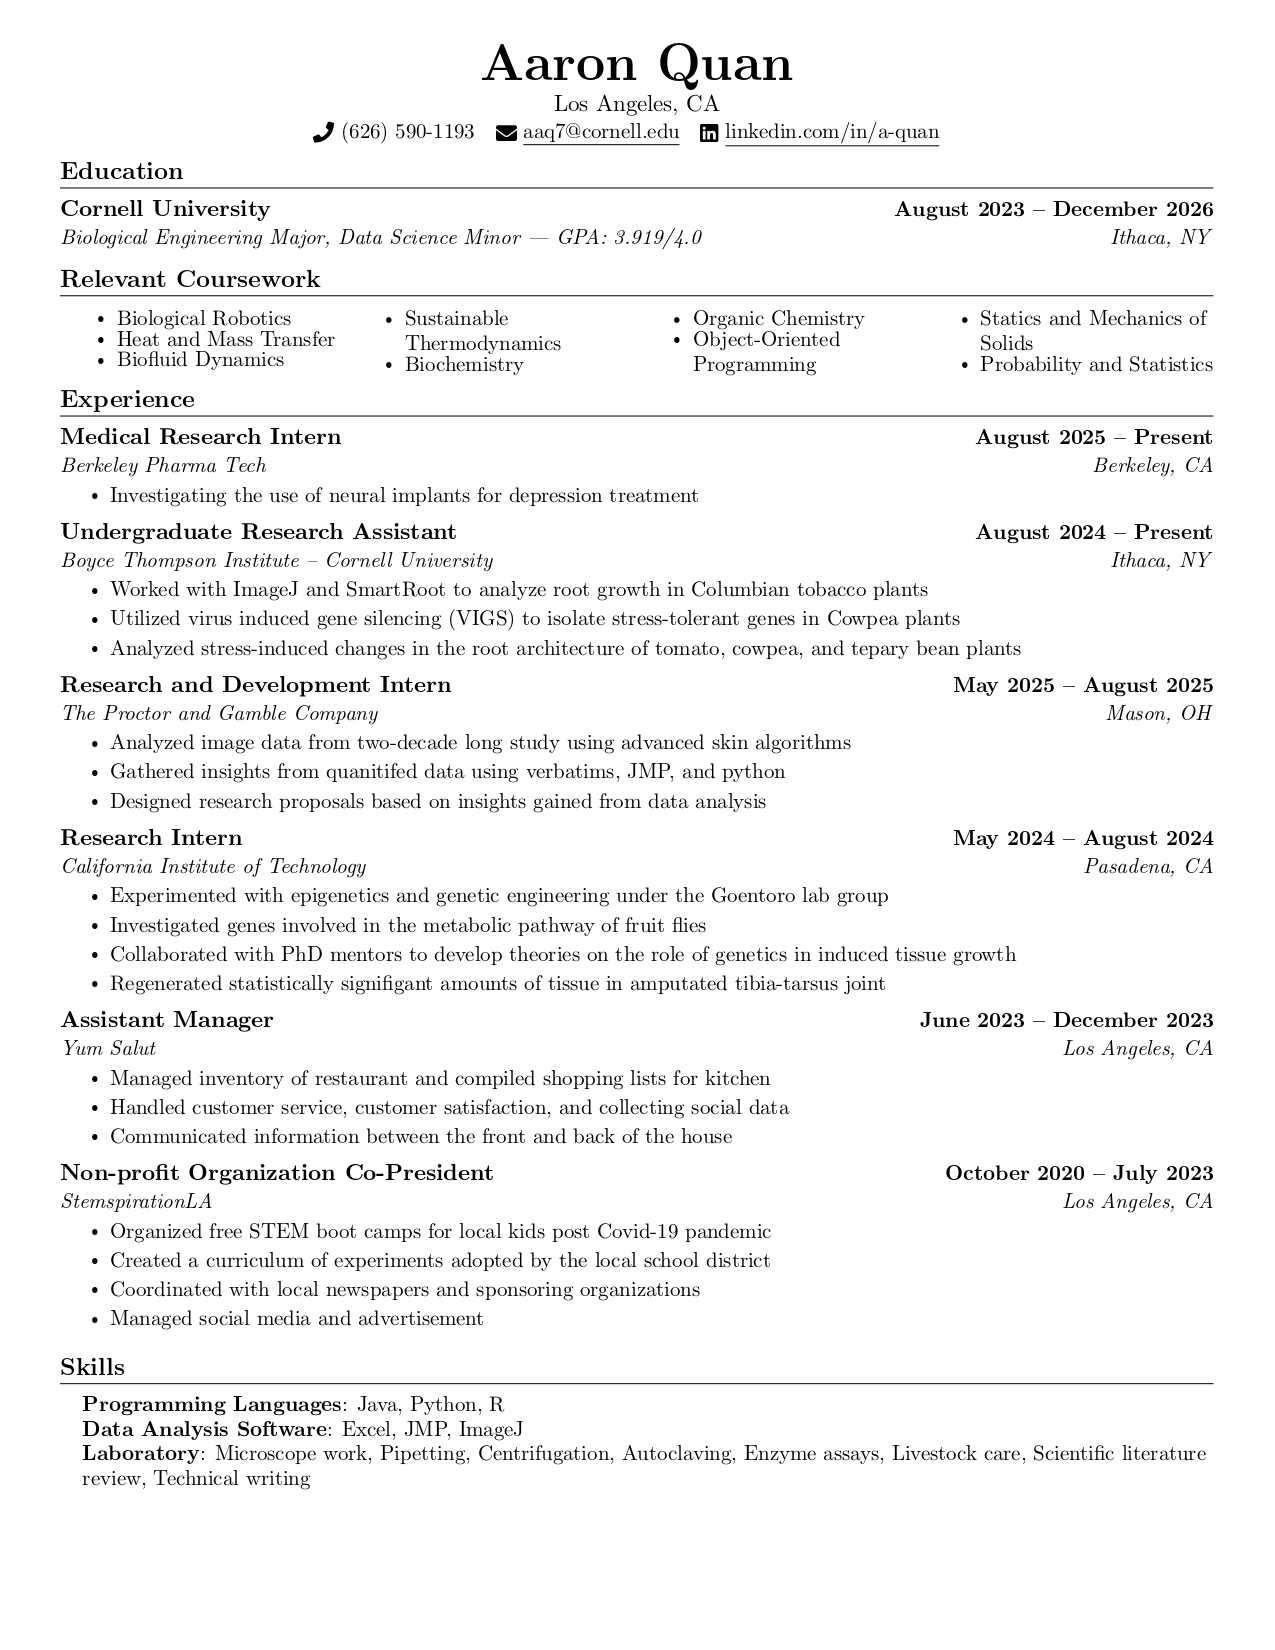 Aaron Quan
Los Angeles, CA
(626) 590-1193 aaq7@cornell.edu linkedin.com/in/a-quan
Education
Cornell University August 2023 – December 2026
Biological Engineering Major, Data Science Minor — GPA: 3.919/4.0 Ithaca, NY
Relevant Coursework
• Biological Robotics
• Heat and Mass Transfer
• Biofluid Dynamics
• Sustainable
Thermodynamics
• Biochemistry
• Organic Chemistry
• Object-Oriented
Programming
• Statics and Mechanics of
Solids
• Probability and Statistics
Experience
Medical Research Intern August 2025 – Present
Berkeley Pharma Tech Berkeley, CA
• Investigating the use of neural implants for depression treatment
Undergraduate Research Assistant August 2024 – Present
Boyce Thompson Institute – Cornell University Ithaca, NY
• Worked with ImageJ and SmartRoot to analyze root growth in Columbian tobacco plants
• Utilized virus induced gene silencing (VIGS) to isolate stress-tolerant genes in Cowpea plants
• Analyzed stress-induced changes in the root architecture of tomato, cowpea, and tepary bean plants
Research and Development Intern May 2025 – August 2025
The Proctor and Gamble Company Mason, OH
• Analyzed image data from two-decade long study using advanced skin algorithms
• Gathered insights from quanitifed data using verbatims, JMP, and python
• Designed research proposals based on insights gained from data analysis
Research Intern May 2024 – August 2024
California Institute of Technology Pasadena, CA
• Experimented with epigenetics and genetic engineering under the Goentoro lab group
• Investigated genes involved in the metabolic pathway of fruit flies
• Collaborated with PhD mentors to develop theories on the role of genetics in induced tissue growth
• Regenerated statistically signifigant amounts of tissue in amputated tibia-tarsus joint
Assistant Manager June 2023 – December 2023
Yum Salut Los Angeles, CA
• Managed inventory of restaurant and compiled shopping lists for kitchen
• Handled customer service, customer satisfaction, and collecting social data
• Communicated information between the front and back of the house
Non-profit Organization Co-President October 2020 – July 2023
StemspirationLA Los Angeles, CA
• Organized free STEM boot camps for local kids post Covid-19 pandemic
• Created a curriculum of experiments adopted by the local school district
• Coordinated with local newspapers and sponsoring organizations
• Managed social media and advertisement
Skills
Programming Languages: Java, Python, R
Data Analysis Software: Excel, JMP, ImageJ
Laboratory: Microscope work, Pipetting, Centrifugation, Autoclaving, Enzyme assays, Livestock care, Scientific literature
review, Technical writing